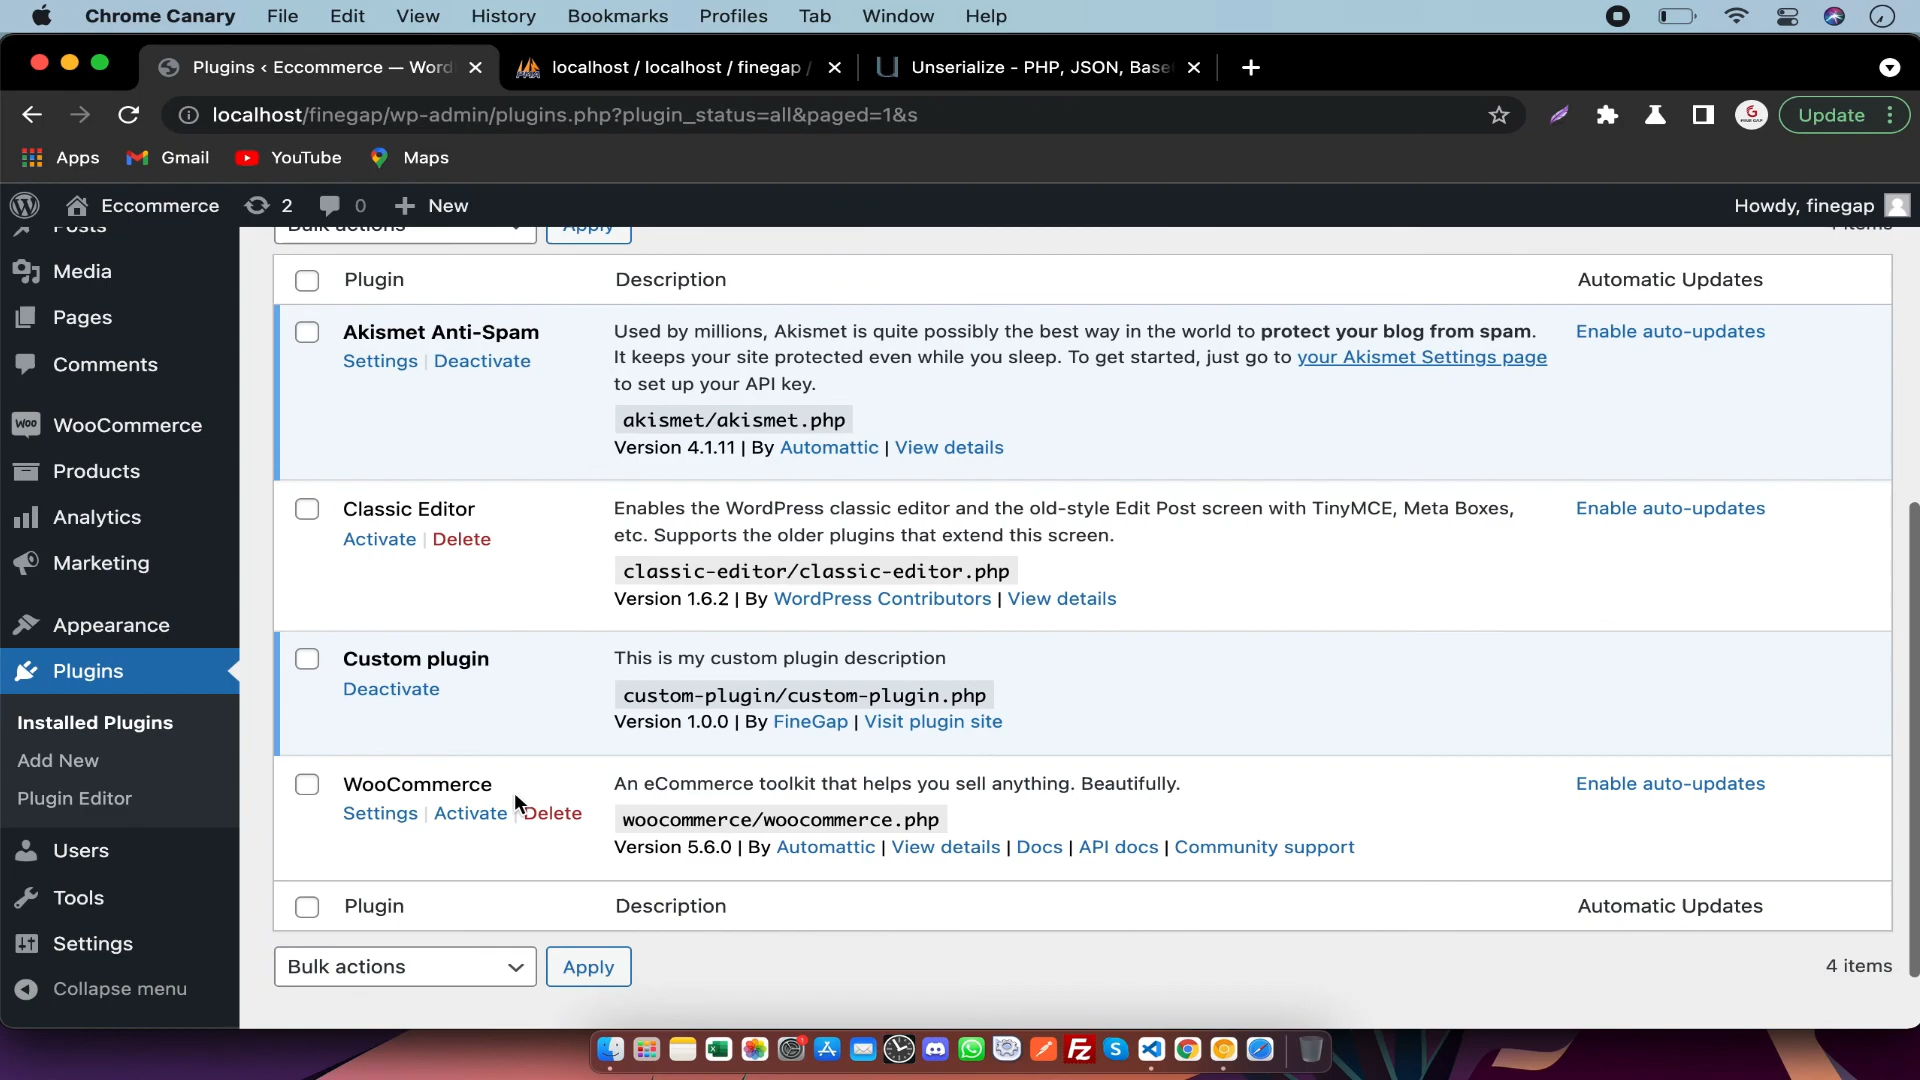 Chrome Canary File Edit View History Bookmarks Profiles Tab Window Help
Plugins ‹ Eccommerce — Word
localhost / localhost / finegap /
Unserialize - PHP, JSON, Base
localhost/finegap/wp-admin/plugins.php?plugin_status=all&paged=1&s
Update
Apps Gmail YouTube Maps
Eccommerce 2 0 New
Howdy, finegap
Posts
Media
Pages
Comments
WooCommerce
Products
Analytics
Marketing
Appearance
Plugins
Installed Plugins
Add New
Plugin Editor
Users
Tools
Settings
Collapse menu
Bulk actions Apply
4 items
Plugin Description Automatic Updates
Akismet Anti-Spam
Settings | Deactivate
Used by millions, Akismet is quite possibly the best way in the world to protect your blog from spam.
It keeps your site protected even while you sleep. To get started, just go to your Akismet Settings page
to set up your API key.
akismet/akismet.php
Version 4.1.11 | By Automattic | View details
Enable auto-updates
Classic Editor
Activate | Delete
Enables the WordPress classic editor and the old-style Edit Post screen with TinyMCE, Meta Boxes,
etc. Supports the older plugins that extend this screen.
classic-editor/classic-editor.php
Version 1.6.2 | By WordPress Contributors | View details
Enable auto-updates
Custom plugin
Deactivate
This is my custom plugin description
custom-plugin/custom-plugin.php
Version 1.0.0 | By FineGap | Visit plugin site
WooCommerce
Settings | Activate | Delete
An eCommerce toolkit that helps you sell anything. Beautifully.
woocommerce/woocommerce.php
Version 5.6.0 | By Automattic | View details | Docs | API docs | Community support
Enable auto-updates
Plugin Description Automatic Updates
Bulk actions Apply
4 items